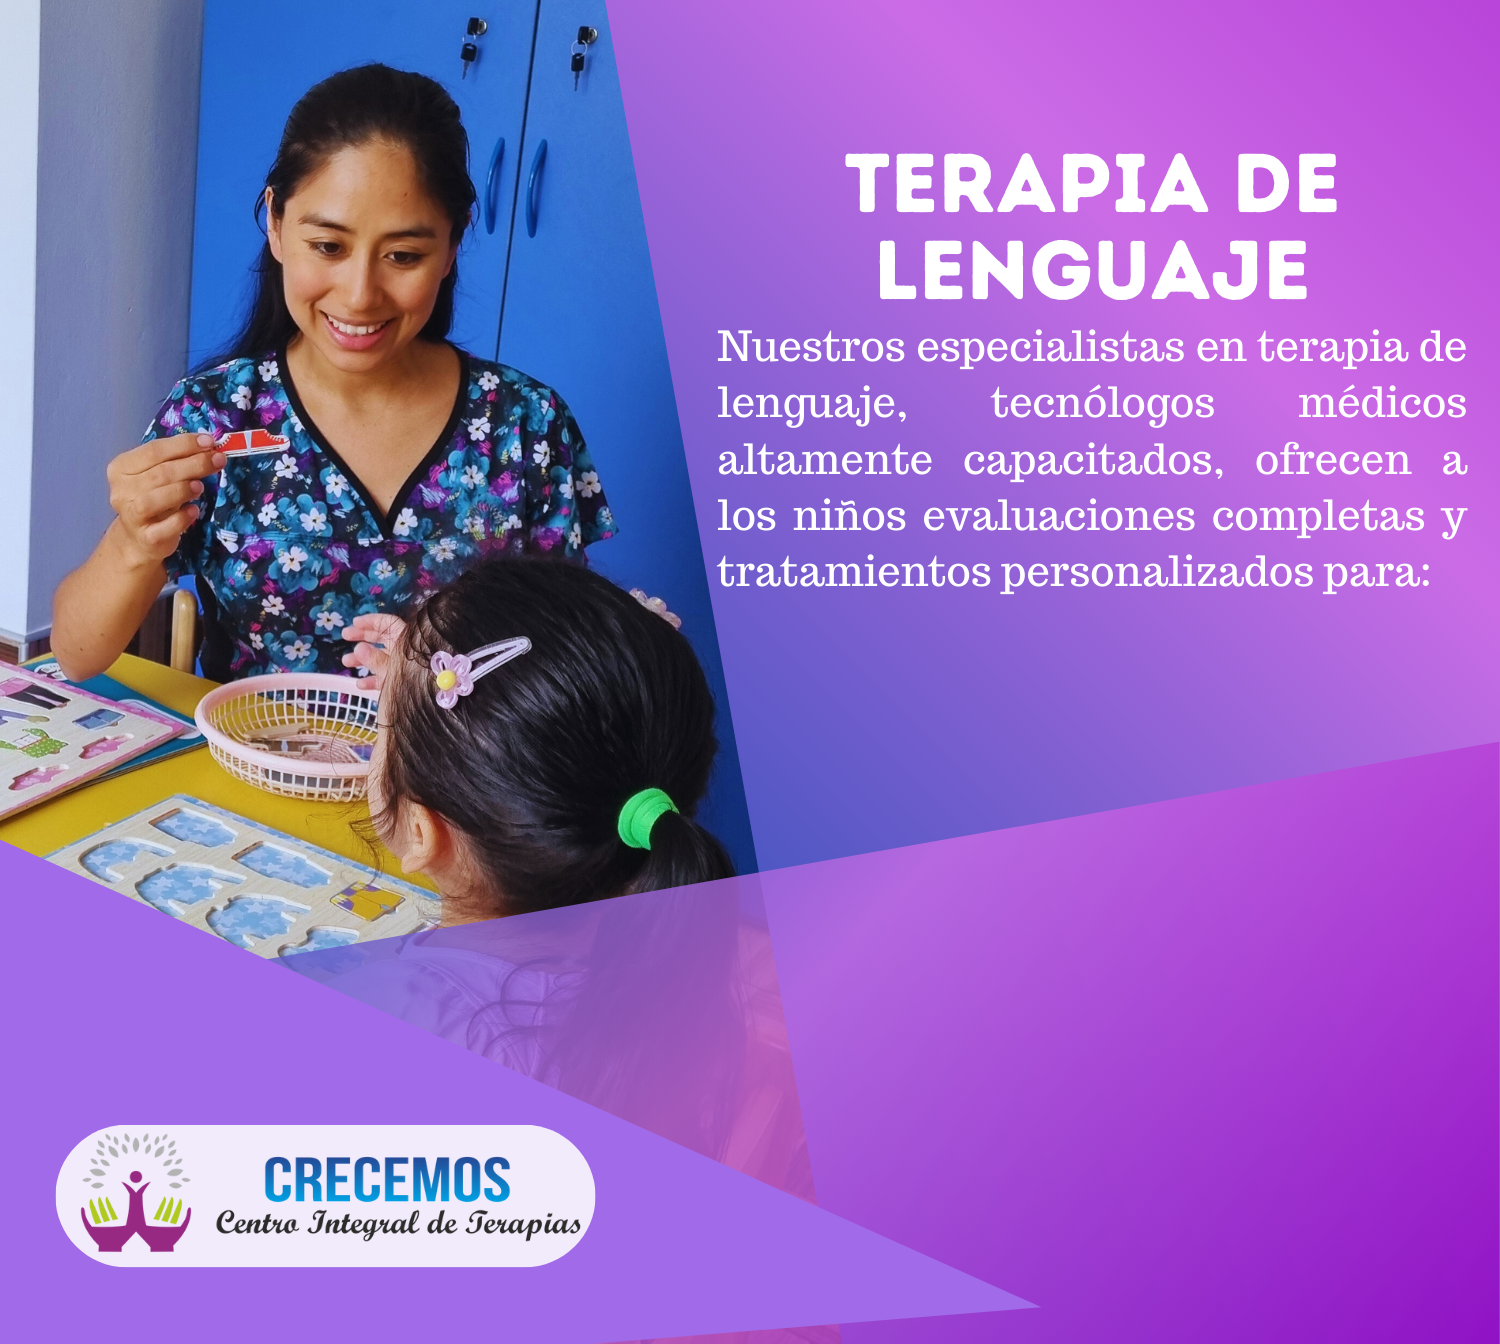 TERAPIA DE
LENGUAJE
Nuestros especialistas en terapia de
lenguaje, tecnólogos médicos
altamente capacitados, ofrecen a
los niños evaluaciones completas y
tratamientos personalizados para:
CRECEMOS
Centro Integral de Terapias